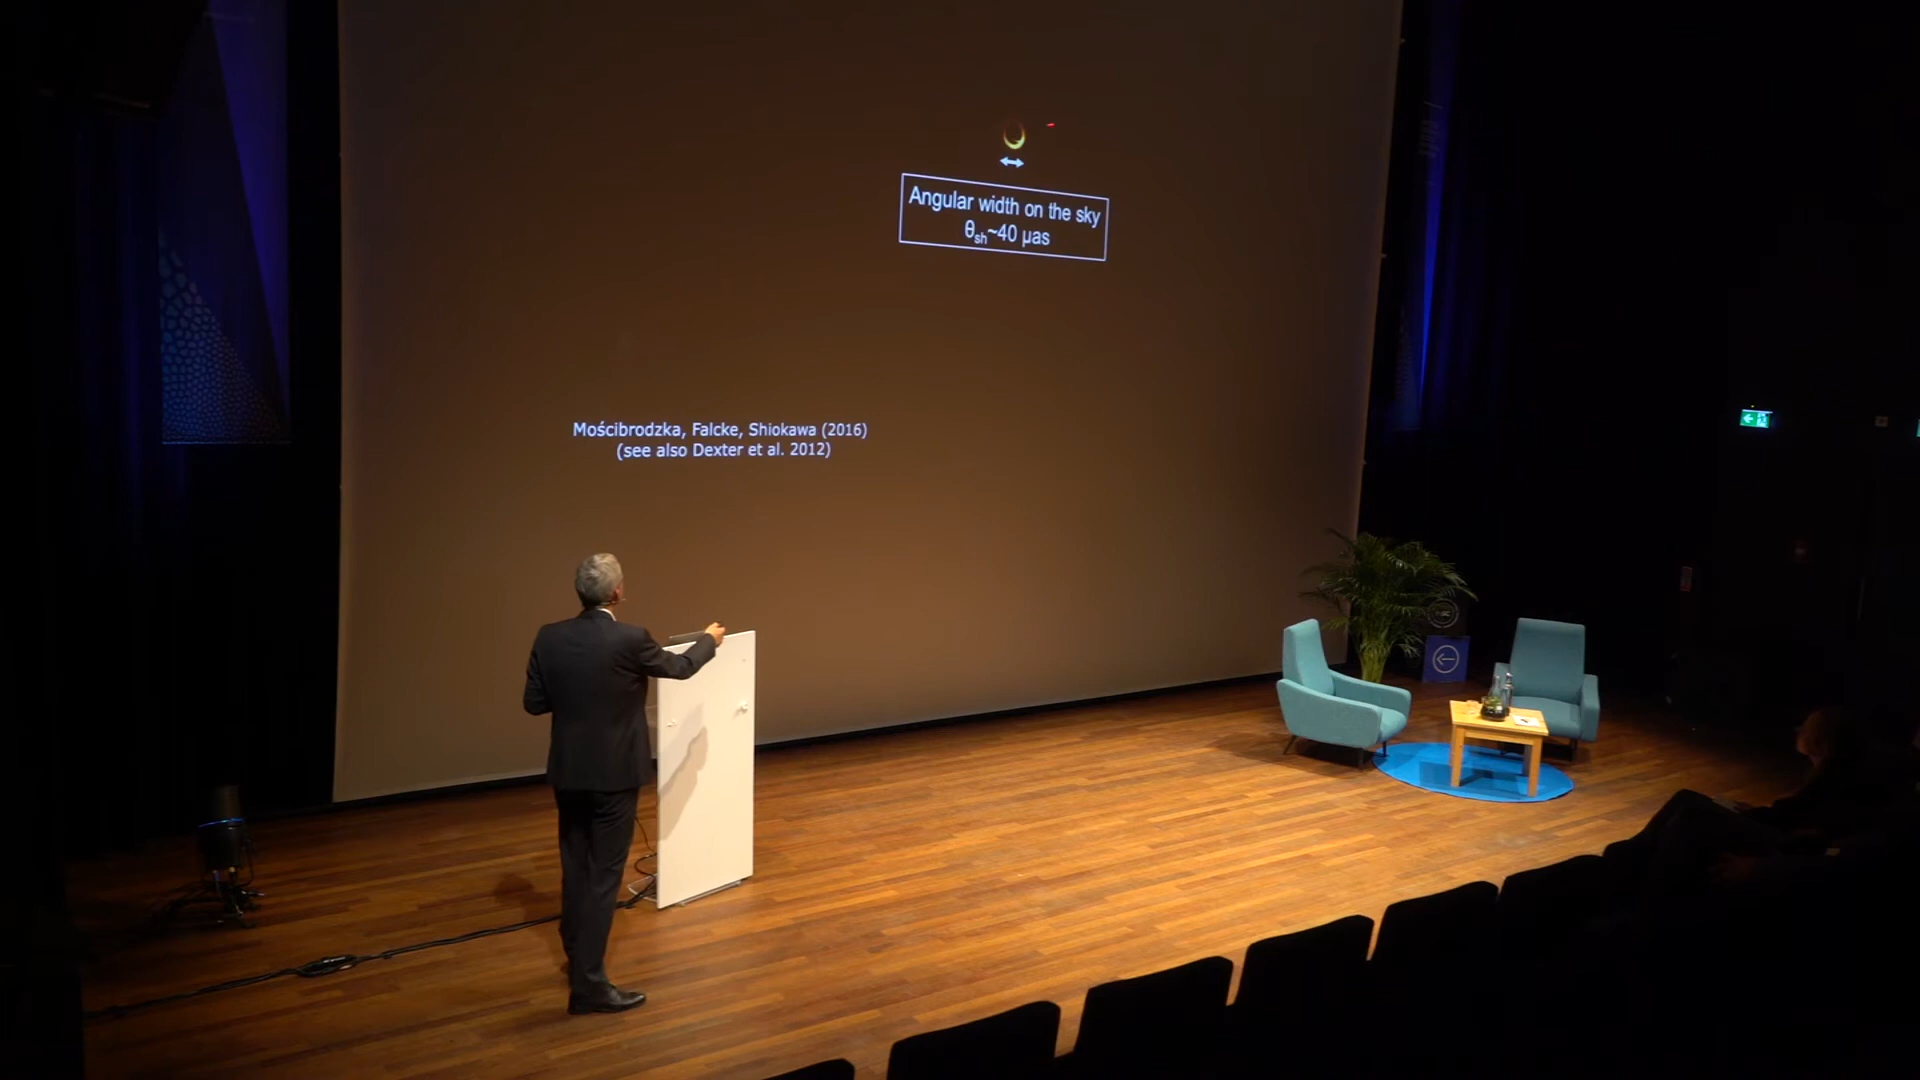 Angular width on the sky
θsh~40 µas
Mościbrodzka, Falcke, Shiokawa (2016)
(see also Dexter et al. 2012)